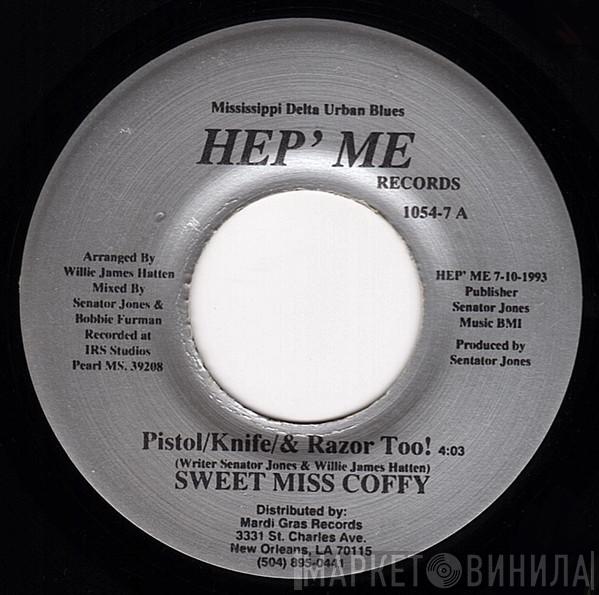 Mississippi Delta Urban Blues
HEP' ME
RECORDS
1054-7 A
Arranged By
Willie James Hatten
Mixed By
Senator Jones &
Bobbie Furman
Recorded at
IRS Studios
Pearl MS. 39208
HEP' ME 7-10-1993
Publisher
Senator Jones
Music BMI
Produced by
Sentator Jones
Pistol/Knife/& Razor Too! 4:03
(Writer Senator Jones & Willie James Hatten)
SWEET MISS COFFY
Distributed by:
Mardi Gras Records
3331 St. Charles Ave.
New Orleans, LA 70115
(504) 895-0441
МАРКЕТ ВИНИЛА